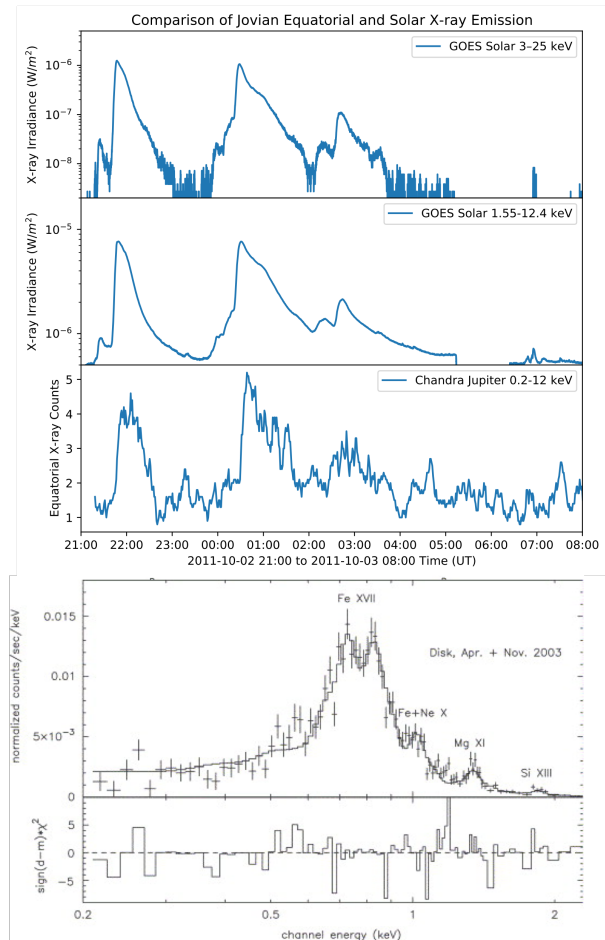 Comparison of Jovian Equatorial and Solar X-ray Emission
GOES Solar 3–25 keV
X-ray Irradiance (W/m²)
10⁻⁶
10⁻⁷
10⁻⁸
GOES Solar 1.55-12.4 keV
X-ray Irradiance (W/m²)
10⁻⁵
10⁻⁶
Chandra Jupiter 0.2-12 keV
Equatorial X-ray Counts
5
4
3
2
1
21:00 22:00 23:00 00:00 01:00 02:00 03:00 04:00 05:00 06:00 07:00 08:00
2011-10-02 21:00 to 2011-10-03 08:00 Time (UT)
Fe XVII
Disk, Apr. + Nov. 2003
Fe+Ne X
Mg XI
Si XIII
normalized counts/sec/keV
0.015
0.01
5×10⁻³
0
sign(d−m)*χ²
5
0
−5
0.2 0.5 1 2
channel energy (keV)